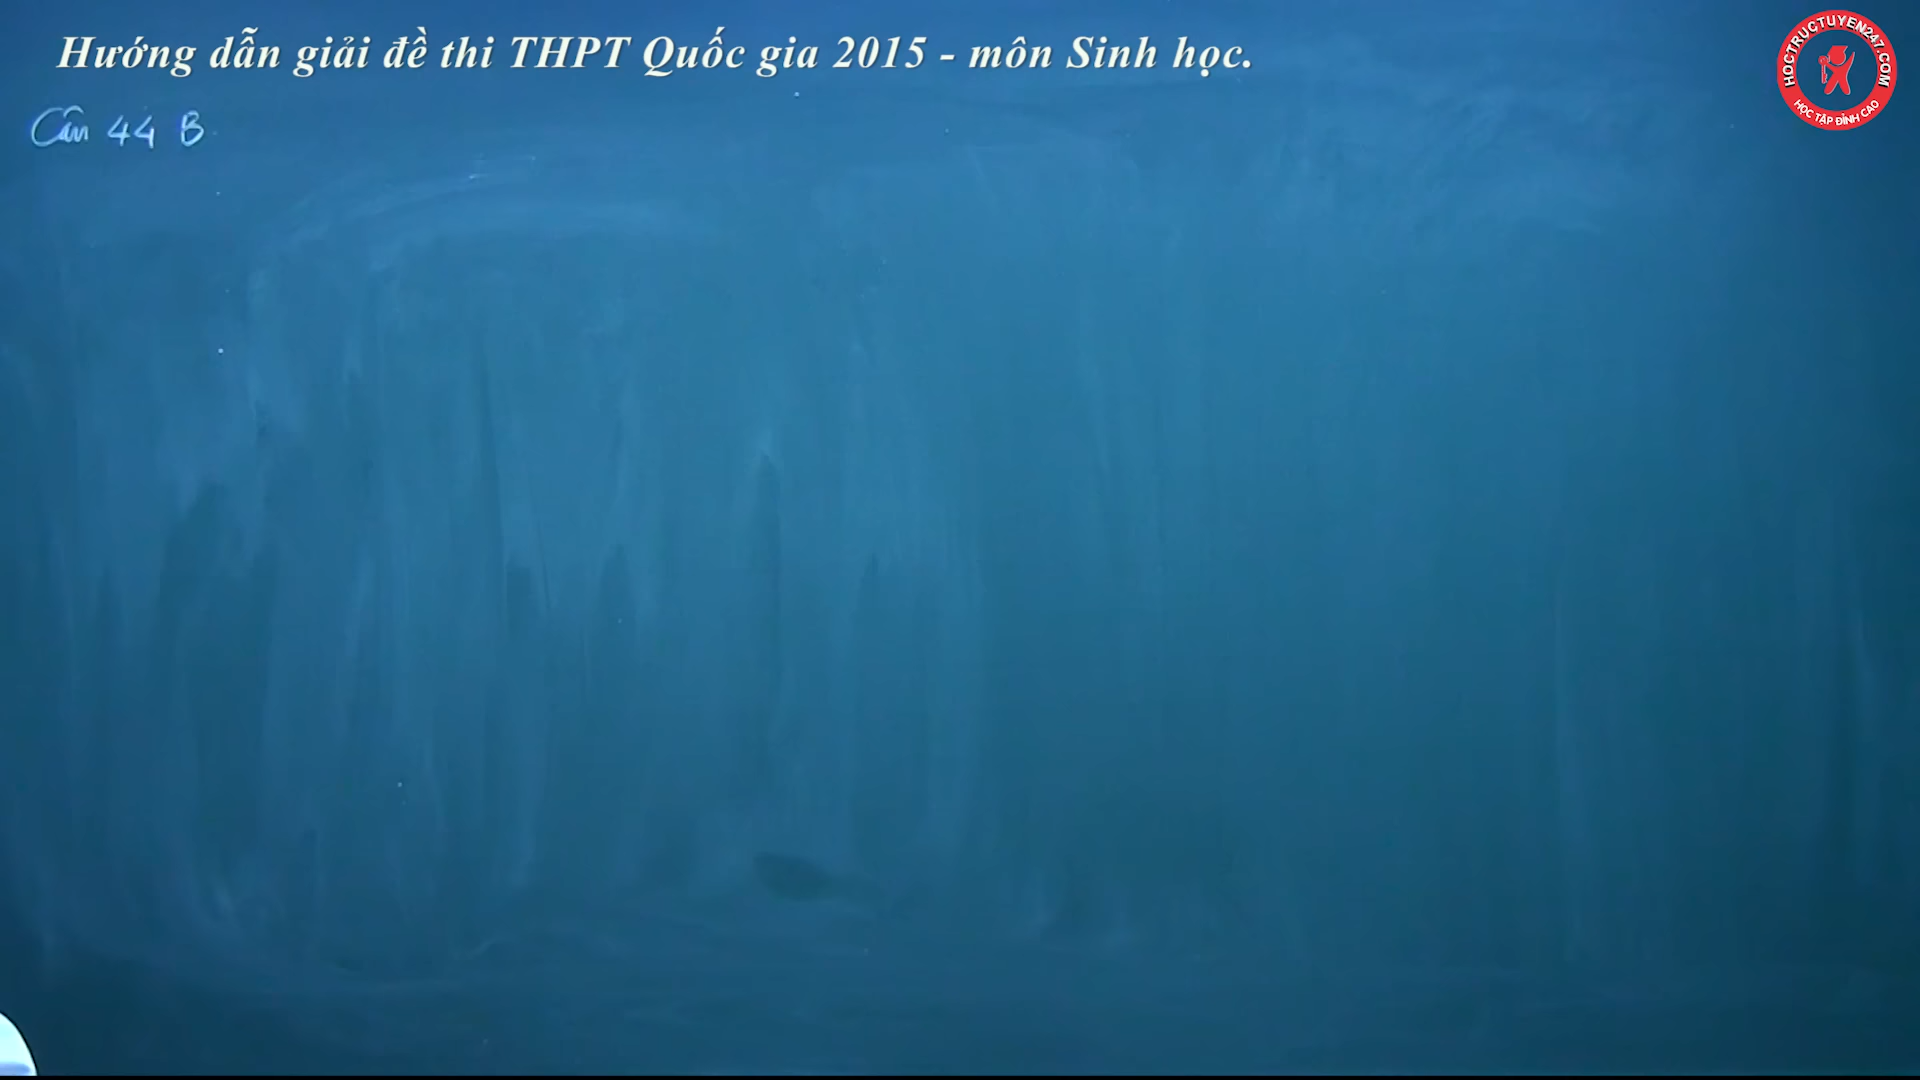 Hướng dẫn giải đề thi THPT Quốc gia 2015 - môn Sinh học.
HOCTRUCTUYEN247.COM
HỌC TẬP ĐỈNH CAO
Câu 44 B.